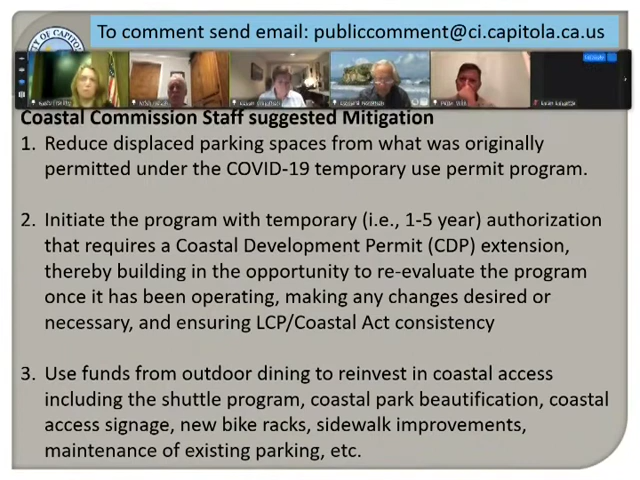 To comment send email: publiccomment@ci.capitola.ca.us
Coastal Commission Staff suggested Mitigation
1. Reduce displaced parking spaces from what was originally
permitted under the COVID-19 temporary use permit program.
2. Initiate the program with temporary (i.e., 1-5 year) authorization
that requires a Coastal Development Permit (CDP) extension,
thereby building in the opportunity to re-evaluate the program
once it has been operating, making any changes desired or
necessary, and ensuring LCP/Coastal Act consistency
3. Use funds from outdoor dining to reinvest in coastal access
including the shuttle program, coastal park beautification, coastal
access signage, new bike racks, sidewalk improvements,
maintenance of existing parking, etc.